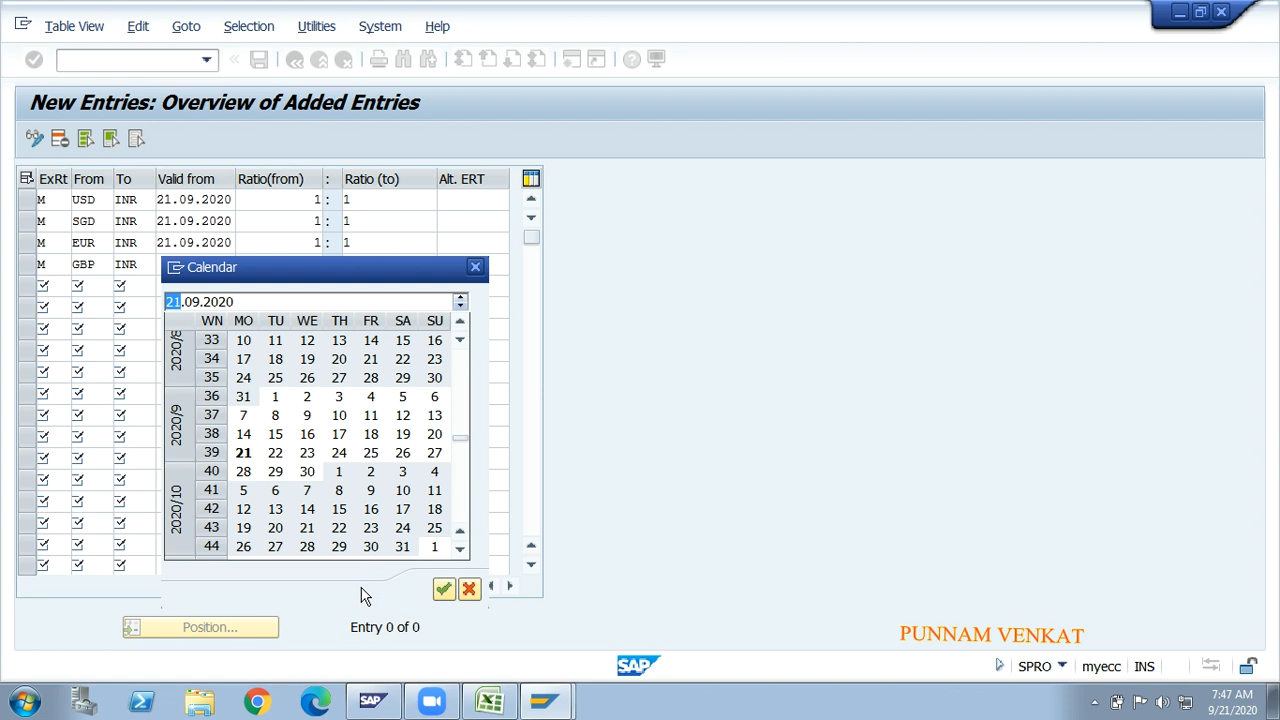 Table View Edit Goto Selection Utilities System Help
New Entries: Overview of Added Entries
ExRt From To Valid from Ratio(from) : Ratio (to) Alt. ERT
M USD INR 21.09.2020 1 : 1
M SGD INR 21.09.2020 1 : 1
M EUR INR 21.09.2020 1 : 1
M GBP INR
Calendar
21.09.2020
WN MO TU WE TH FR SA SU
2020/8
33 10 11 12 13 14 15 16
34 17 18 19 20 21 22 23
35 24 25 26 27 28 29 30
2020/9
36 31 1 2 3 4 5 6
37 7 8 9 10 11 12 13
38 14 15 16 17 18 19 20
39 21 22 23 24 25 26 27
2020/10
40 28 29 30 1 2 3 4
41 5 6 7 8 9 10 11
42 12 13 14 15 16 17 18
43 19 20 21 22 23 24 25
44 26 27 28 29 30 31 1
Position... Entry 0 of 0
PUNNAM VENKAT
SAP SPRO myecc INS
SAP
7:47 AM
9/21/2020